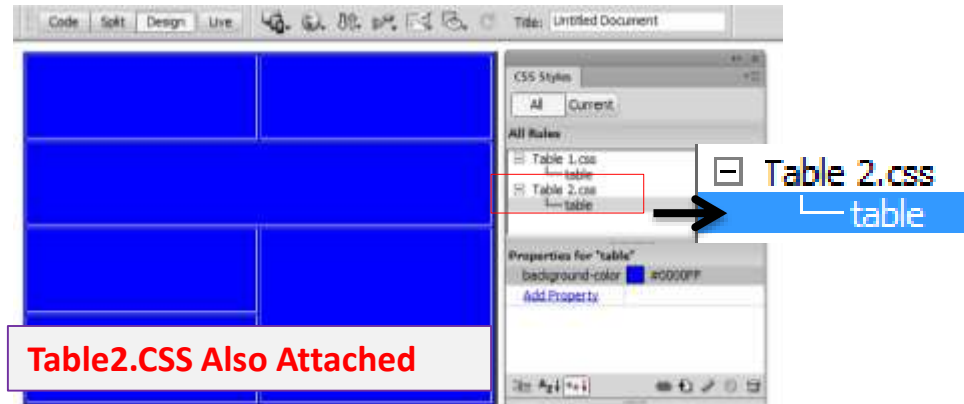 Code Split Design Live Title: Untitled Document
CSS Styles
All Current
All Rules
Table 1.css
table
Table 2.css
table
Table 2.css
table
Properties for "table"
background-color #0000FF
Add Property
Table2.CSS Also Attached